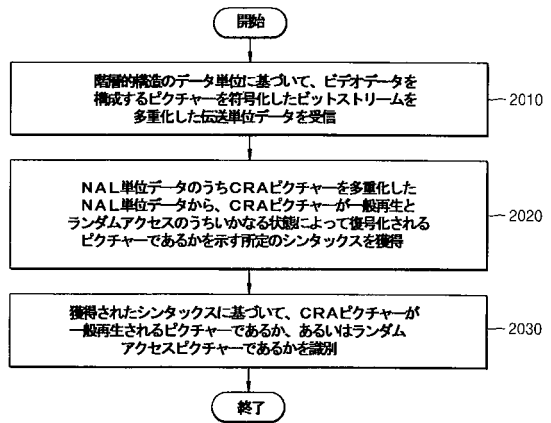 開始
階層的構造のデータ単位に基づいて、ビデオデータを
構成するピクチャーを符号化したビットストリームを
多重化した伝送単位データを受信
2010
NAL単位データのうちCRAピクチャーを多重化した
NAL単位データから、CRAピクチャーが一般再生と
ランダムアクセスのうちいかなる状態によって復号化される
ピクチャーであるかを示す所定のシンタックスを獲得
2020
獲得されたシンタックスに基づいて、CRAピクチャーが
一般再生されるピクチャーであるか、あるいはランダム
アクセスピクチャーであるかを識別
2030
終了